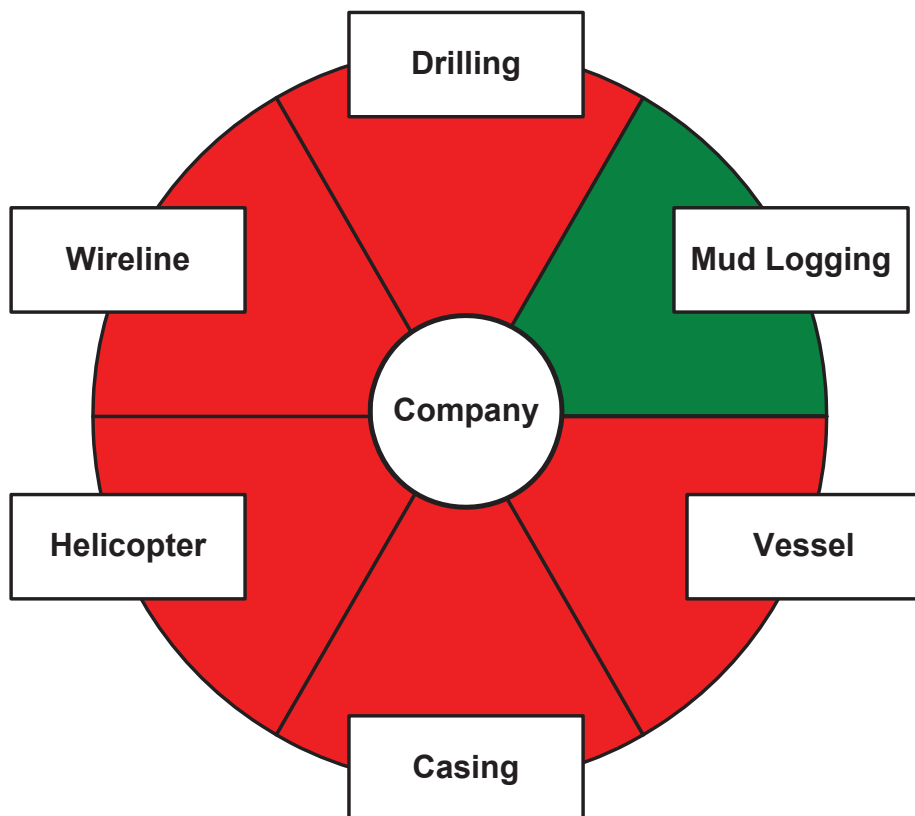 Drilling
Wireline
Mud Logging
Company
Helicopter
Vessel
Casing